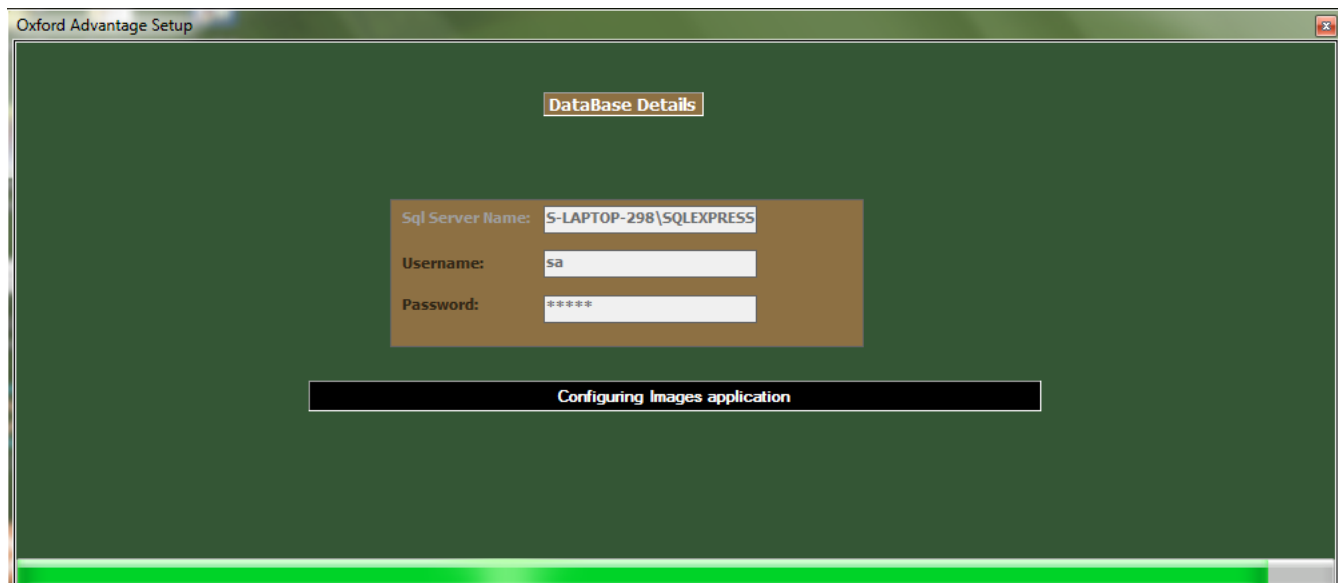 Oxford Advantage Setup
DataBase Details
Sql Server Name: S-LAPTOP-298\SQLEXPRESS
Username: sa
Password: *****
Configuring Images application